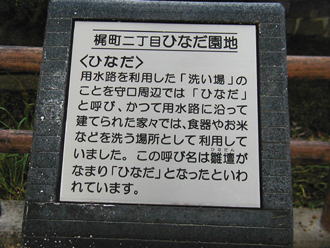 梶町二丁目ひなだ園地
〈ひなだ〉
用水路を利用した「洗い場」の
ことを守口周辺では「ひなだ」
と呼び、かつて用水路に沿って
建てられた家々では、食器やお米
などを洗う場所として利用して
いました。この呼び名は雛壇が
なまり「ひなだ」となったといわ
れています。